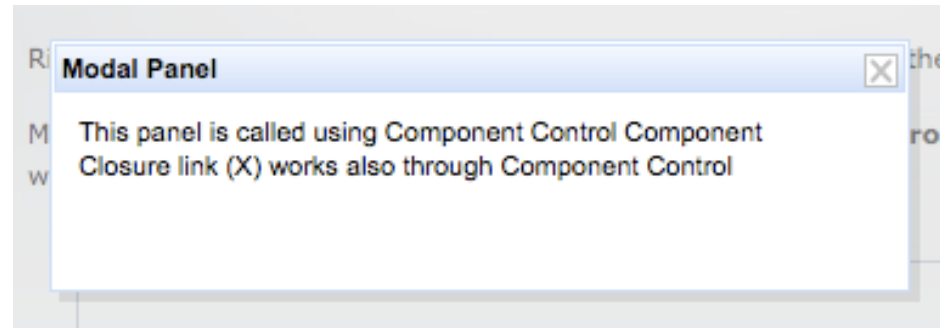 Modal Panel
This panel is called using Component Control Component
Closure link (X) works also through Component Control